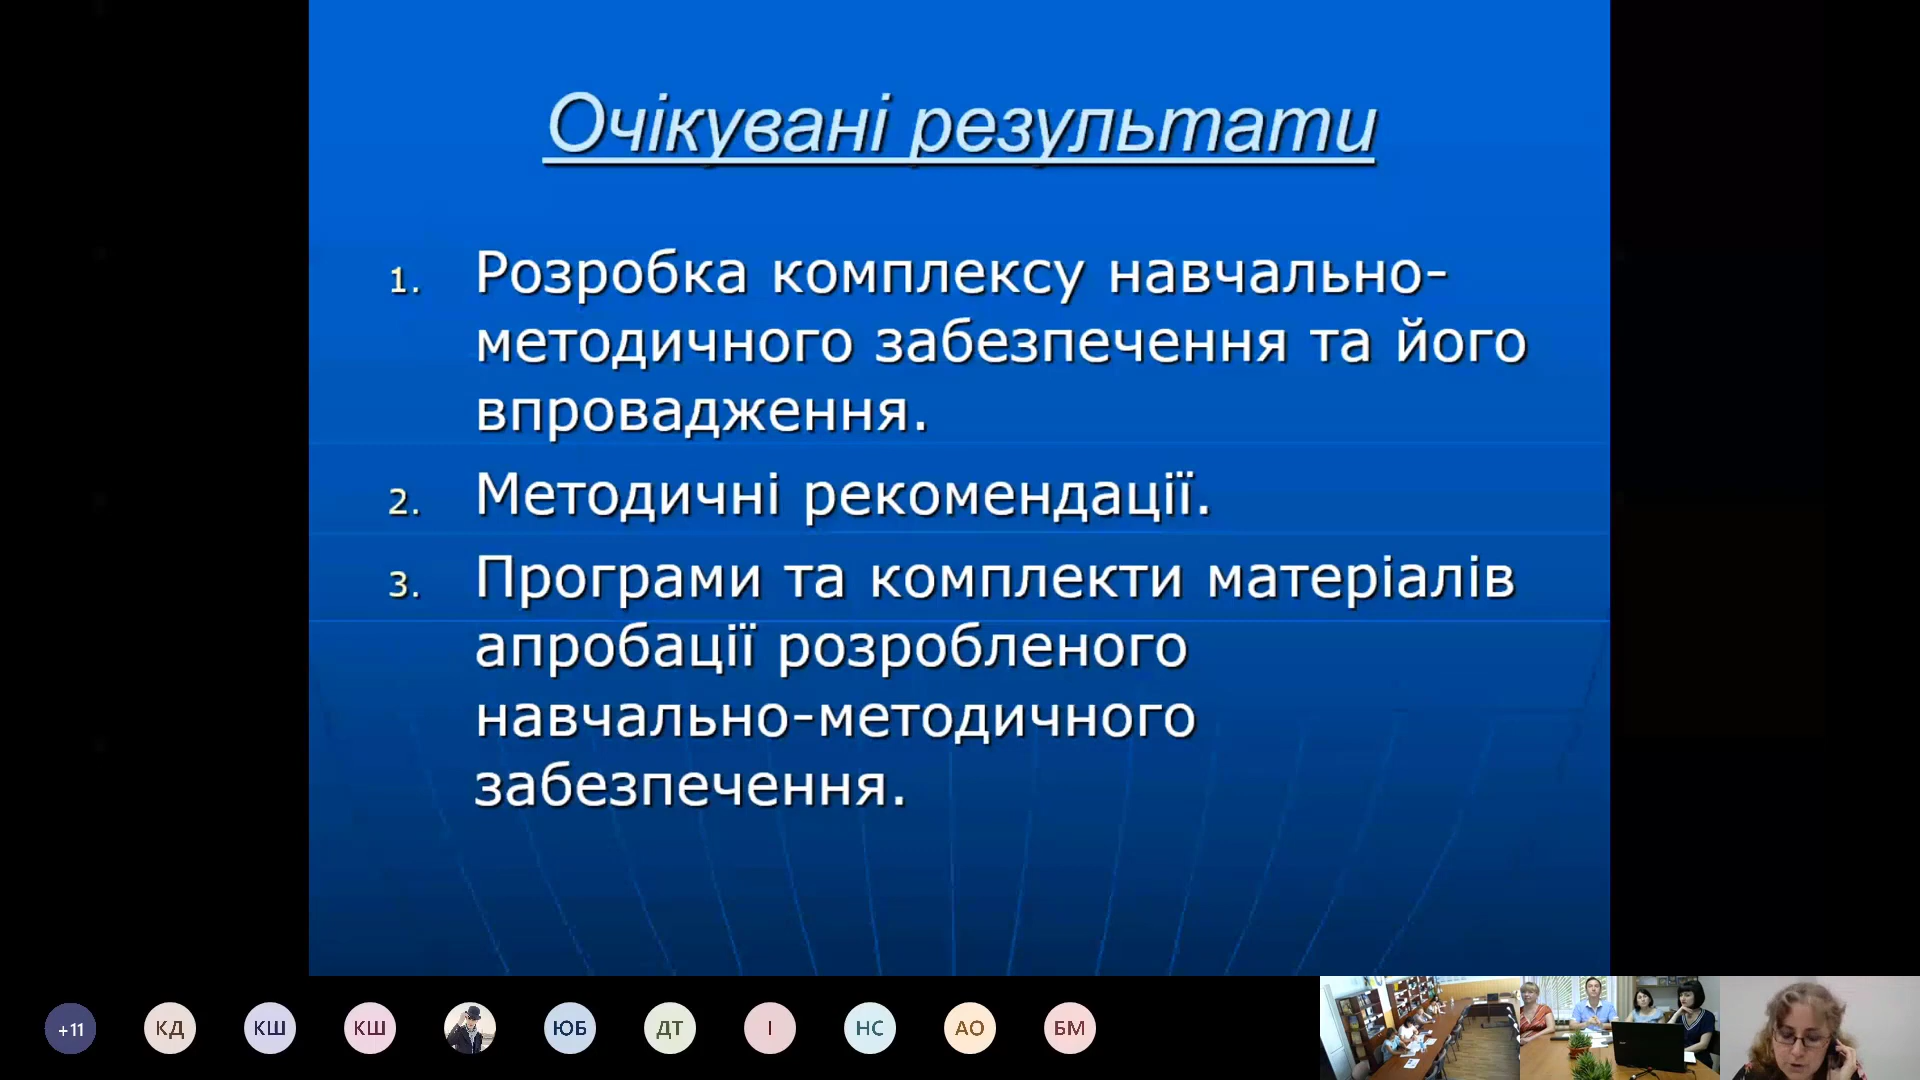 Очікувані результати
1. Розробка комплексу навчально-
методичного забезпечення та його
впровадження.
2. Методичні рекомендації.
3. Програми та комплекти матеріалів
апробації розробленого
навчально-методичного
забезпечення.
+11 КД КШ КШ ЮБ ДТ І НС АО БМ